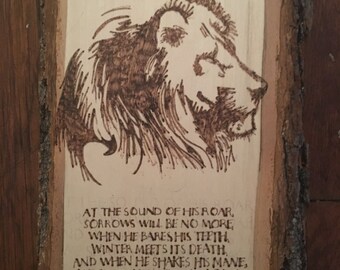 AT THE SOUND OF HIS ROAR,
SORROWS WILL BE NO MORE,
WHEN HE BARES HIS TEETH,
WINTER MEETS ITS DEATH,
AND WHEN HE SHAKES HIS MANE,